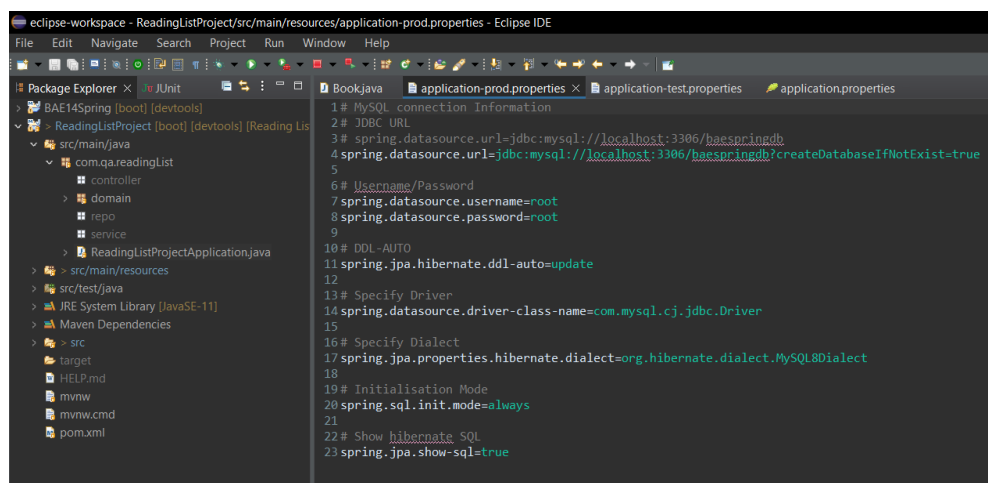 eclipse-workspace - ReadingListProject/src/main/resources/application-prod.properties - Eclipse IDE
File Edit Navigate Search Project Run Window Help
Package Explorer JUnit
Book.java application-prod.properties application-test.properties application.properties
BAE14Spring [boot] [devtools]
> ReadingListProject [boot] [devtools] [Reading Lis
src/main/java
com.qa.readingList
controller
domain
repo
service
ReadingListProjectApplication.java
> src/main/resources
src/test/java
JRE System Library [JavaSE-11]
Maven Dependencies
> src
target
HELP.md
mvnw
mvnw.cmd
pom.xml
1 # MySQL connection Information
2 # JDBC URL
3 # spring.datasource.url=jdbc:mysql://localhost:3306/baespringdb
4 spring.datasource.url=jdbc:mysql://localhost:3306/baespringdb?createDatabaseIfNotExist=true
5
6 # Username/Password
7 spring.datasource.username=root
8 spring.datasource.password=root
9
10 # DDL-AUTO
11 spring.jpa.hibernate.ddl-auto=update
12
13 # Specify Driver
14 spring.datasource.driver-class-name=com.mysql.cj.jdbc.Driver
15
16 # Specify Dialect
17 spring.jpa.properties.hibernate.dialect=org.hibernate.dialect.MySQL8Dialect
18
19 # Initialisation Mode
20 spring.sql.init.mode=always
21
22 # Show hibernate SQL
23 spring.jpa.show-sql=true